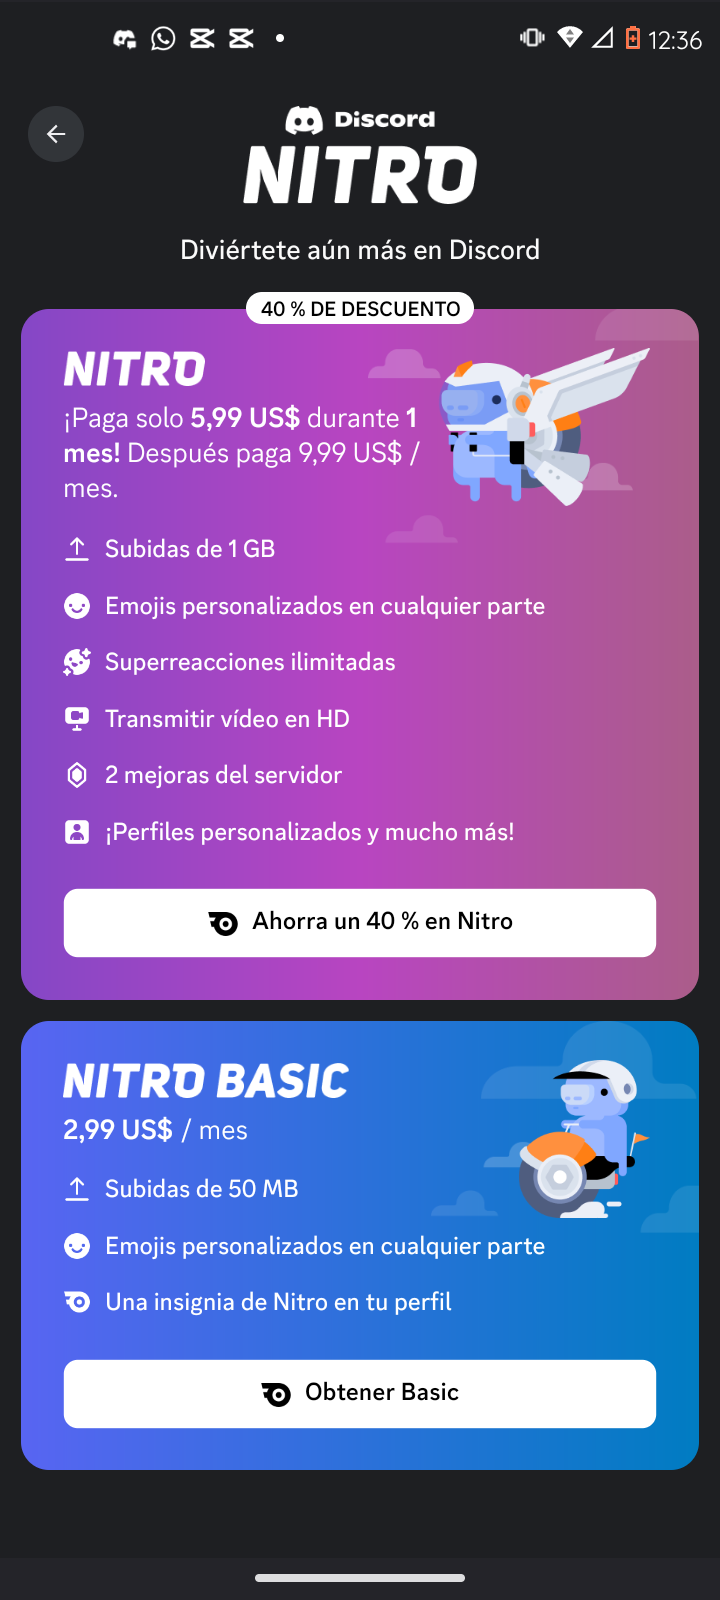 12:36
Discord
NITRO
Diviértete aún más en Discord
40 % DE DESCUENTO
NITRO
¡Paga solo 5,99 US$ durante 1
mes! Después paga 9,99 US$ /
mes.
Subidas de 1 GB
Emojis personalizados en cualquier parte
Superreacciones ilimitadas
Transmitir vídeo en HD
2 mejoras del servidor
¡Perfiles personalizados y mucho más!
Ahorra un 40 % en Nitro
NITRO BASIC
2,99 US$ / mes
Subidas de 50 MB
Emojis personalizados en cualquier parte
Una insignia de Nitro en tu perfil
Obtener Basic